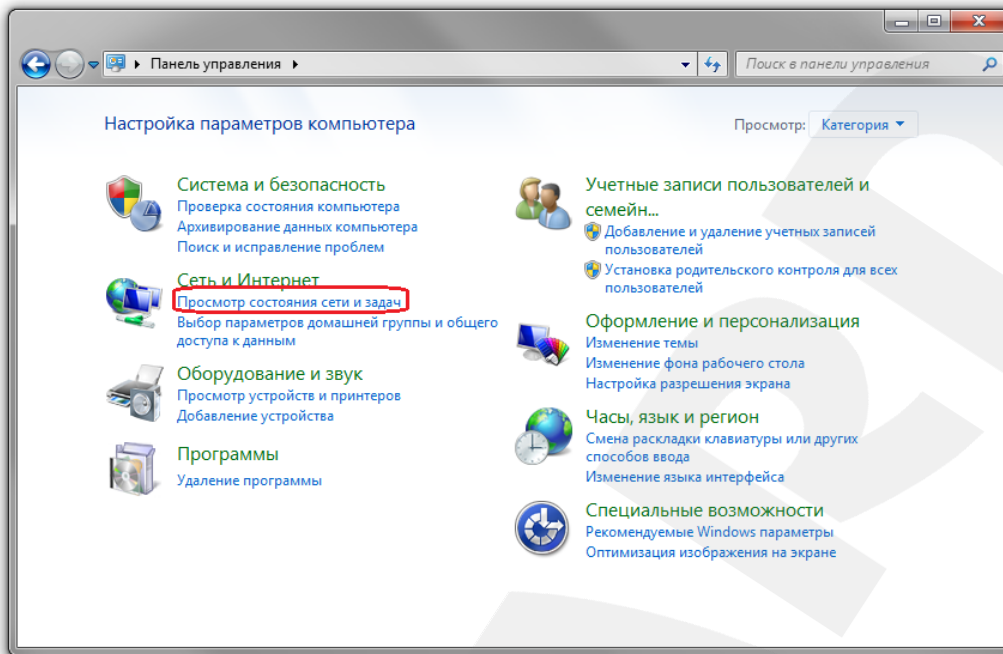 Панель управления
Поиск в панели управления
Настройка параметров компьютера
Просмотр: Категория
Система и безопасность
Проверка состояния компьютера
Архивирование данных компьютера
Поиск и исправление проблем
Сеть и Интернет
Просмотр состояния сети и задач
Выбор параметров домашней группы и общего
доступа к данным
Оборудование и звук
Просмотр устройств и принтеров
Добавление устройства
Программы
Удаление программы
Учетные записи пользователей и
семейн...
Добавление и удаление учетных записей
пользователей
Установка родительского контроля для всех
пользователей
Оформление и персонализация
Изменение темы
Изменение фона рабочего стола
Настройка разрешения экрана
Часы, язык и регион
Смена раскладки клавиатуры или других
способов ввода
Изменение языка интерфейса
Специальные возможности
Рекомендуемые Windows параметры
Оптимизация изображения на экране